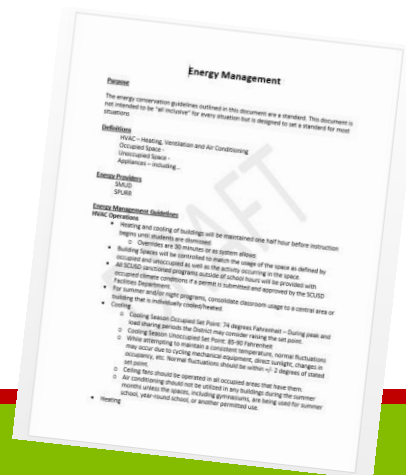 Energy Management
Purpose
The energy conservation guidelines outlined in this document are a standard. This document is
not intended to be "all inclusive" for every situation but is designed to set a standard for most
situations
Definitions
HVAC – Heating, Ventilation and Air Conditioning
Occupied Space -
Unoccupied Space -
Appliances – including...
Energy Providers
SMUD
SPURR
Energy Management Guidelines
HVAC Operations
• Heating and cooling of buildings will be maintained one half hour before instruction
begins until students are dismissed
o Overrides are 30 minutes or as system allows
• Building Spaces will be controlled to match the usage of the space as defined by
occupied and unoccupied as well as the activity occurring in the space.
• All SCUSD sanctioned programs outside of school hours will be provided with
occupied climate conditions if a permit is submitted and approved by the SCUSD
Facilities Department.
• For summer and/or night programs, consolidate classroom usage to a central area or
building that is individually cooled/heated
• Cooling
o Cooling Season Occupied Set Point: 74 degrees Fahrenheit – During peak and
load sharing periods the District may consider raising the set point.
o Cooling Season Unoccupied Set Point: 85-90 Fahrenheit
o While attempting to maintain a consistent temperature, normal fluctuations
may occur due to cycling mechanical equipment, direct sunlight, changes in
occupancy, etc. Normal fluctuations should be within +/- 2 degrees of stated
set point.
o Ceiling fans should be operated in all occupied areas that have them.
o Air conditioning should not be utilized in any buildings during the summer
months unless the spaces, including gymnasiums, are being used for summer
school, year-round school, or another permitted use.
• Heating
DRAFT